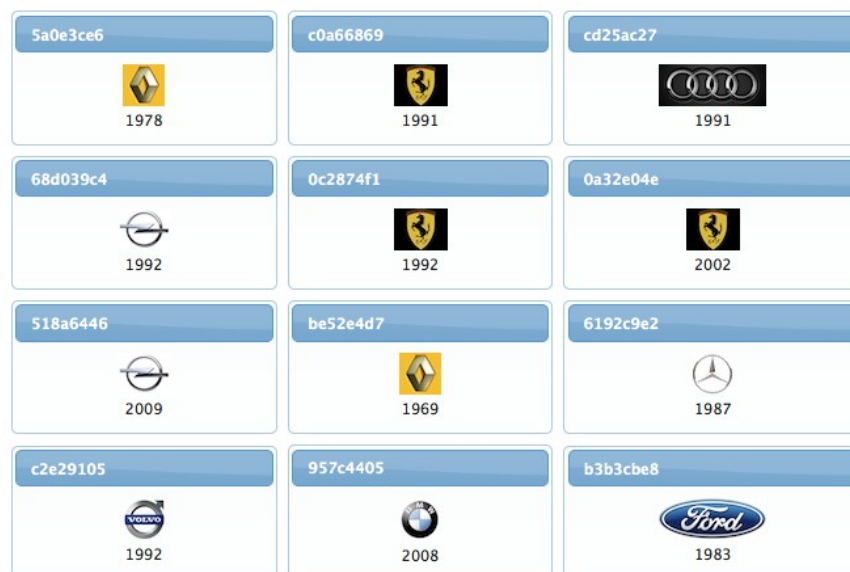 5a0e3ce6 c0a66869 cd25ac27
1978 1991 1991
68d039c4 0c2874f1 0a32e04e
1992 1992 2002
518a6446 be52e4d7 6192c9e2
2009 1969 1987
c2e29105 957c4405 b3b3cbe8
VOLVO BMW Ford
1992 2008 1983